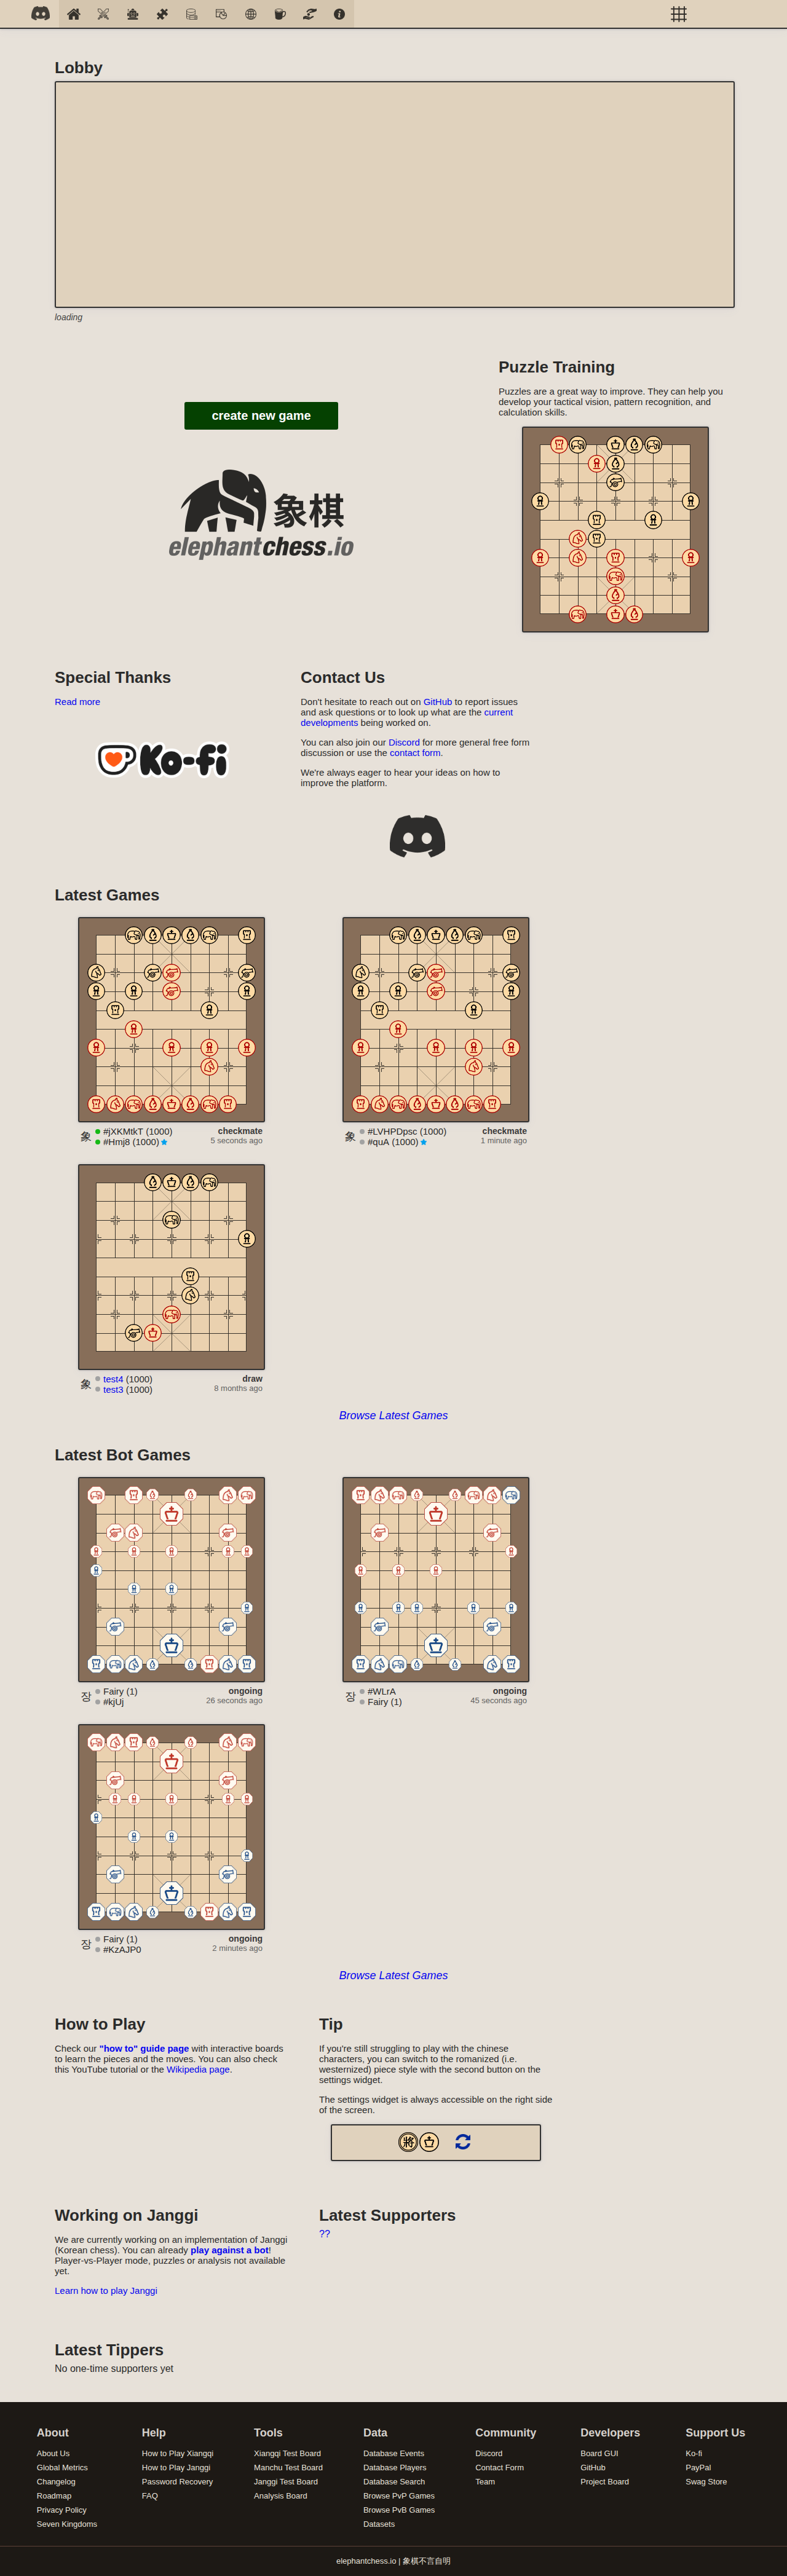 Lobby
loading
create new game
象棋
elephantchess.io
Puzzle Training
Puzzles are a great way to improve. They can help you
develop your tactical vision, pattern recognition, and
calculation skills.
Special Thanks
Read more
Ko-fi
Contact Us
Don't hesitate to reach out on GitHub to report issues
and ask questions or to look up what are the current
developments being worked on.
You can also join our Discord for more general free form
discussion or use the contact form.
We're always eager to hear your ideas on how to
improve the platform.
Latest Games
象
#jXKMtkT (1000)
#Hmj8 (1000)
checkmate
5 seconds ago
象
#LVHPDpsc (1000)
#quA (1000)
checkmate
1 minute ago
象
test4 (1000)
test3 (1000)
draw
8 months ago
Browse Latest Games
Latest Bot Games
장
Fairy (1)
#kjUj
ongoing
26 seconds ago
장
#WLrA
Fairy (1)
ongoing
45 seconds ago
장
Fairy (1)
#KzAJP0
ongoing
2 minutes ago
Browse Latest Games
How to Play
Check our "how to" guide page with interactive boards
to learn the pieces and the moves. You can also check
this YouTube tutorial or the Wikipedia page.
Tip
If you're still struggling to play with the chinese
characters, you can switch to the romanized (i.e.
westernized) piece style with the second button on the
settings widget.
The settings widget is always accessible on the right side
of the screen.
將
Working on Janggi
We are currently working on an implementation of Janggi
(Korean chess). You can already play against a bot!
Player-vs-Player mode, puzzles or analysis not available
yet.
Learn how to play Janggi
Latest Supporters
??
Latest Tippers
No one-time supporters yet
About
About Us
Global Metrics
Changelog
Roadmap
Privacy Policy
Seven Kingdoms
Help
How to Play Xiangqi
How to Play Janggi
Password Recovery
FAQ
Tools
Xiangqi Test Board
Manchu Test Board
Janggi Test Board
Analysis Board
Data
Database Events
Database Players
Database Search
Browse PvP Games
Browse PvB Games
Datasets
Community
Discord
Contact Form
Team
Developers
Board GUI
GitHub
Project Board
Support Us
Ko-fi
PayPal
Swag Store
elephantchess.io | 象棋不言自明